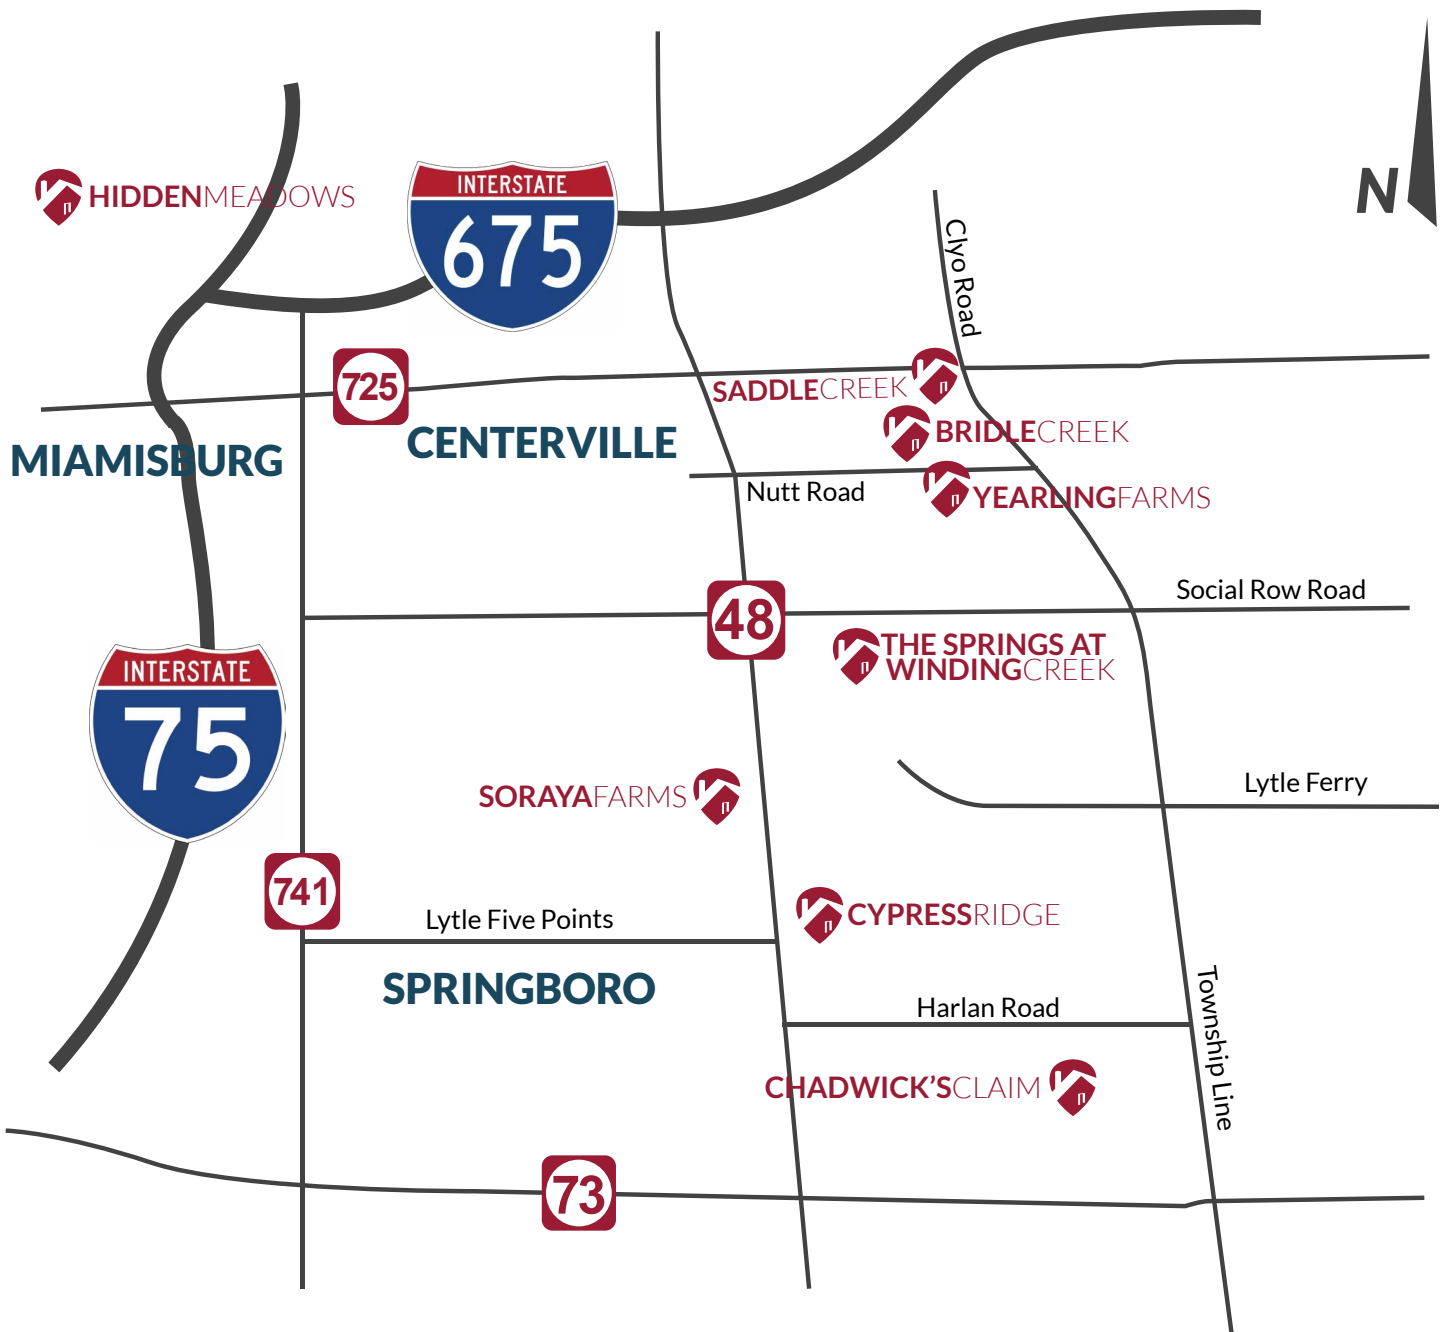 N
HIDDENMEADOWS
INTERSTATE
675
Clyo Road
725
SADDLECREEK
MIAMISBURG
CENTERVILLE
BRIDLECREEK
Nutt Road
YEARLINGFARMS
48
Social Row Road
THE SPRINGS AT
WINDINGCREEK
INTERSTATE
75
SORAYAFARMS
Lytle Ferry
741
Lytle Five Points
CYPRESSRIDGE
SPRINGBORO
Harlan Road
Township Line
CHADWICK'SCLAIM
73